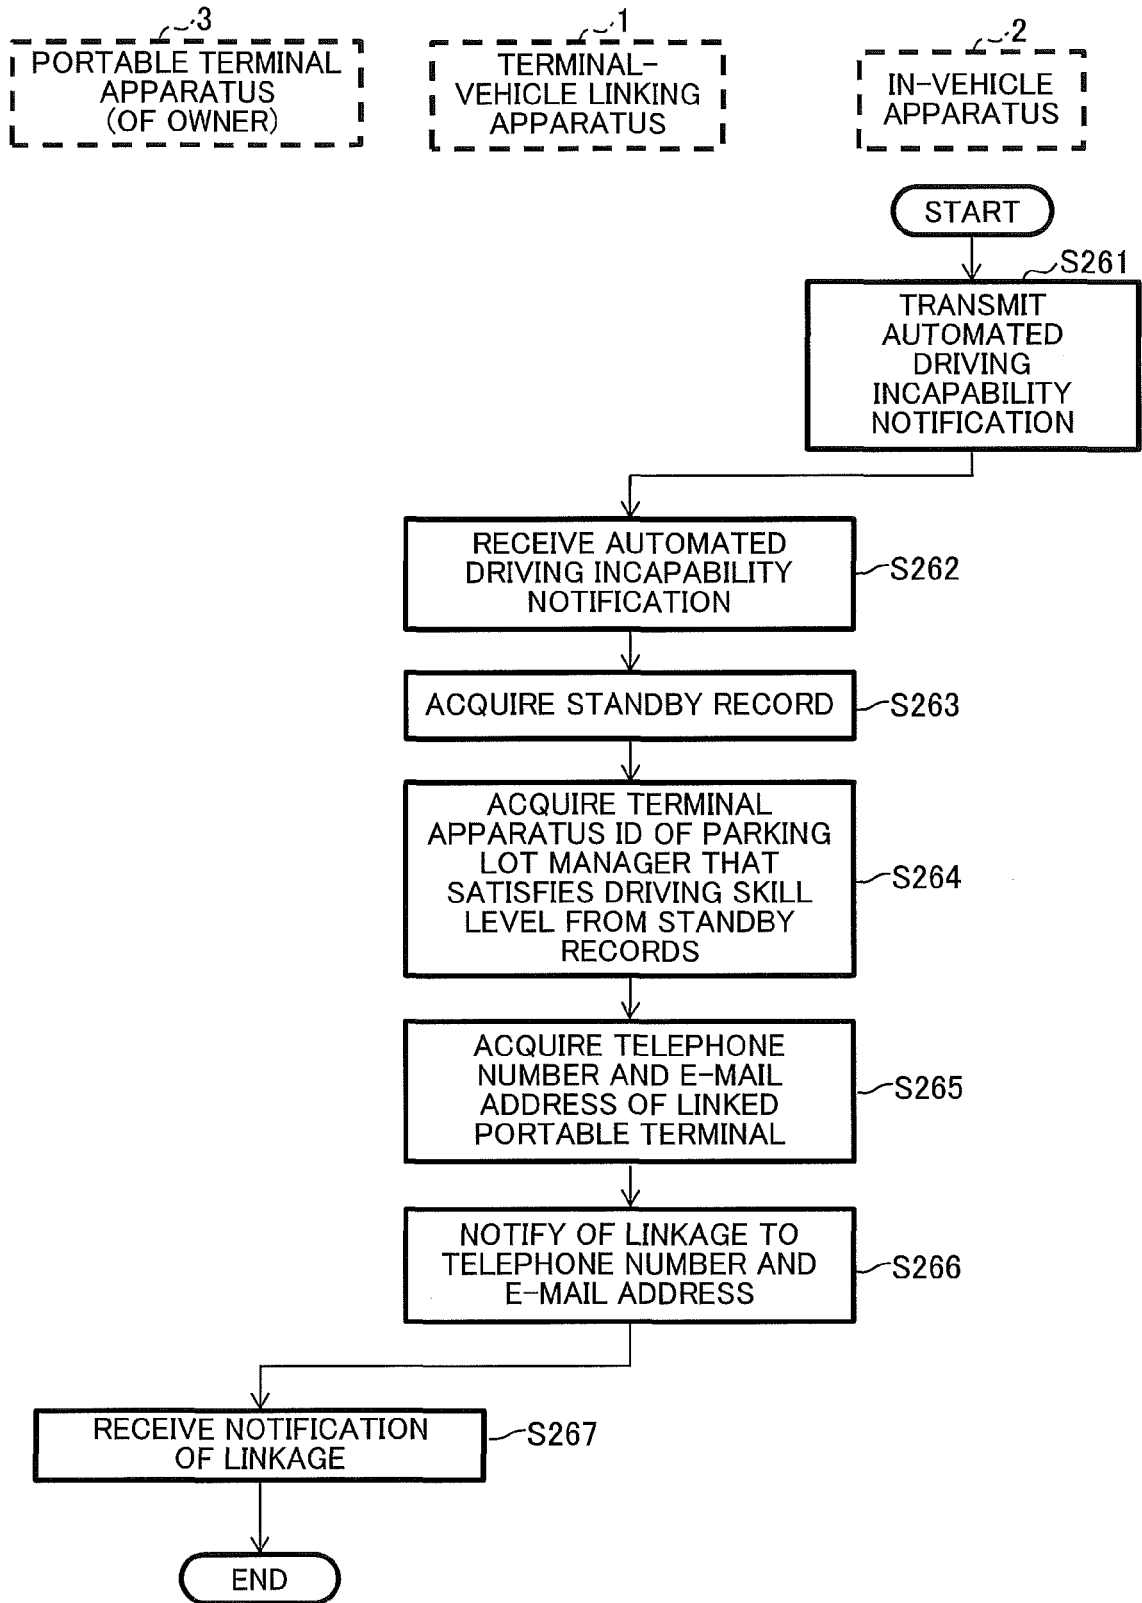 3
PORTABLE TERMINAL
APPARATUS
(OF OWNER)
1
TERMINAL-
VEHICLE LINKING
APPARATUS
2
IN-VEHICLE
APPARATUS
START
S261
TRANSMIT
AUTOMATED
DRIVING
INCAPABILITY
NOTIFICATION
RECEIVE AUTOMATED
DRIVING INCAPABILITY
NOTIFICATION
S262
ACQUIRE STANDBY RECORD
S263
ACQUIRE TERMINAL
APPARATUS ID OF PARKING
LOT MANAGER THAT
SATISFIES DRIVING SKILL
LEVEL FROM STANDBY
RECORDS
S264
ACQUIRE TELEPHONE
NUMBER AND E-MAIL
ADDRESS OF LINKED
PORTABLE TERMINAL
S265
NOTIFY OF LINKAGE TO
TELEPHONE NUMBER AND
E-MAIL ADDRESS
S266
RECEIVE NOTIFICATION
OF LINKAGE
S267
END